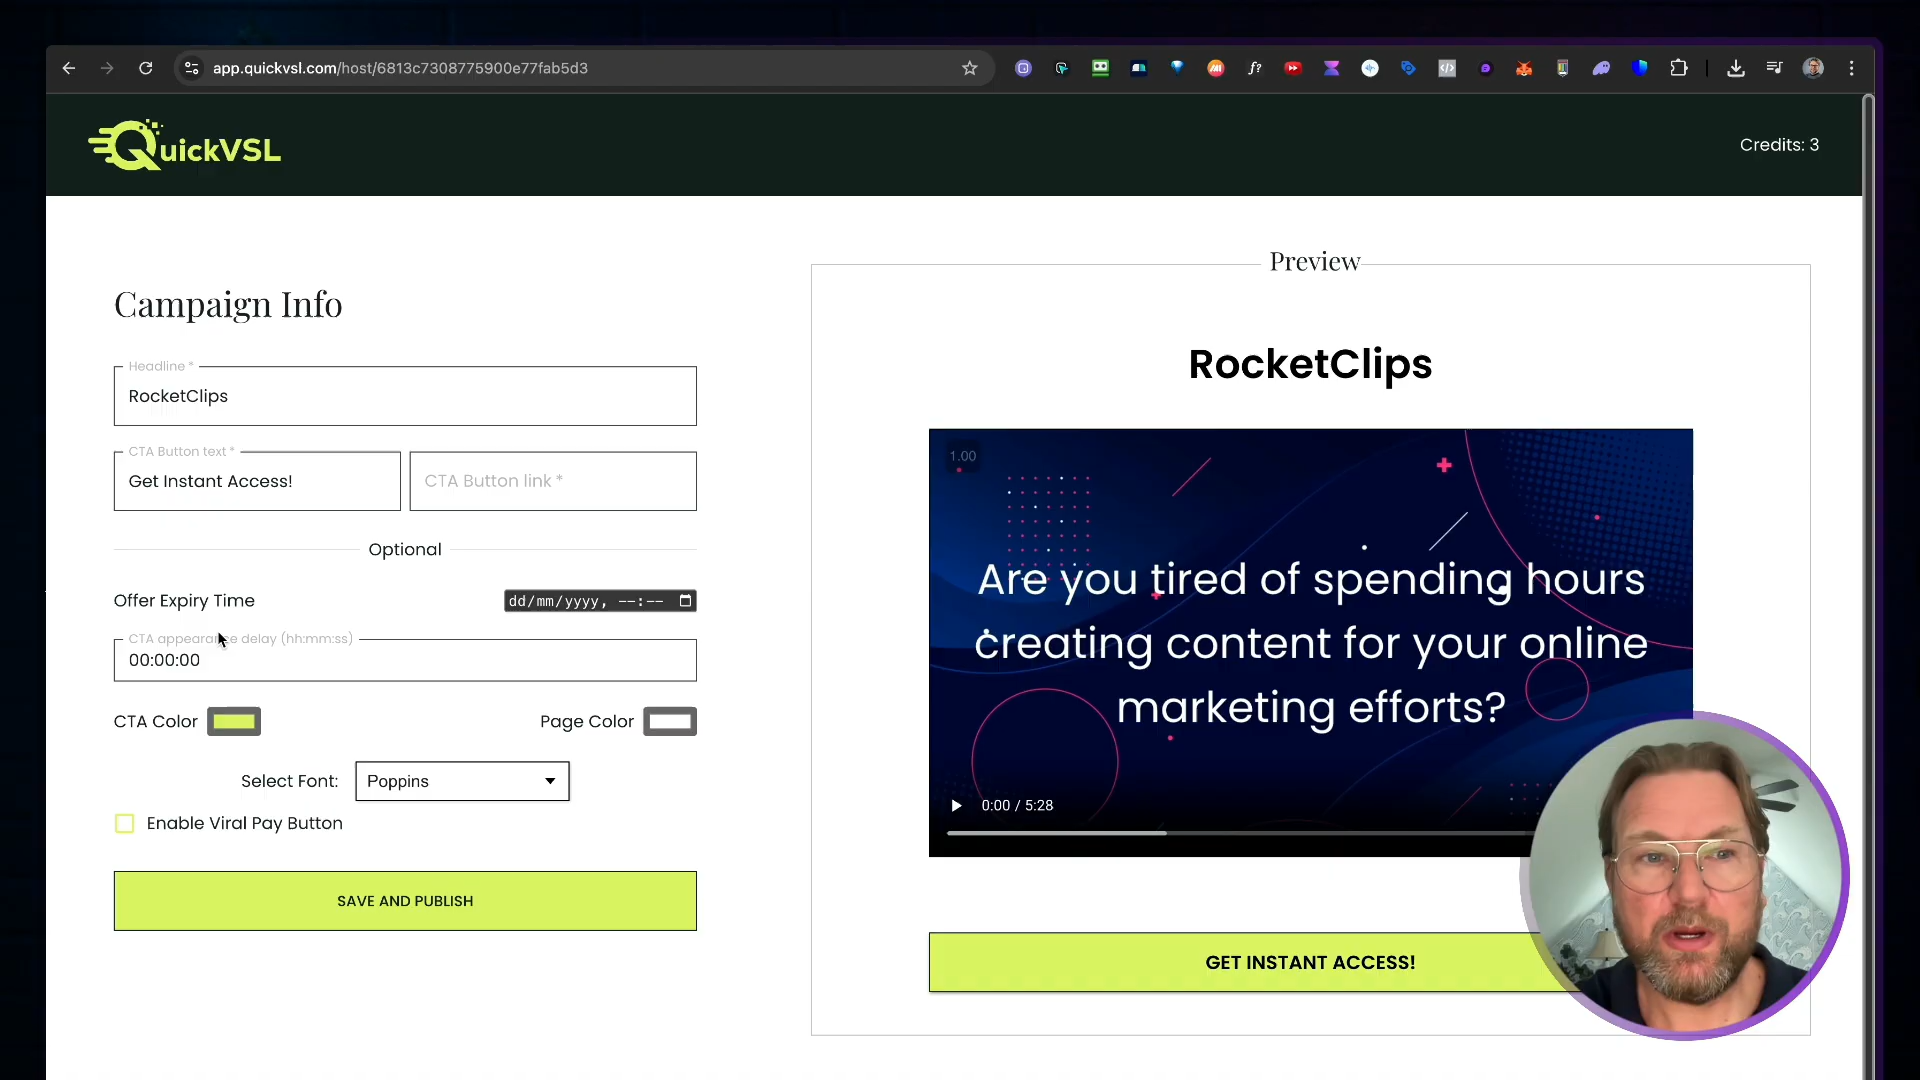 app.quickvsl.com/host/6813c7308775900e77fab5d3
QuickVSL
Credits: 3
Campaign Info
Headline *
RocketClips
CTA Button text *
Get Instant Access!
CTA Button link *
Optional
Offer Expiry Time
dd/mm/yyyy, --:--
CTA appearance delay (hh:mm:ss)
00:00:00
CTA Color
Page Color
Select Font:
Poppins
Enable Viral Pay Button
SAVE AND PUBLISH
Preview
RocketClips
1.00
Are you tired of spending hours
creating content for your online
marketing efforts?
0:00 / 5:28
GET INSTANT ACCESS!